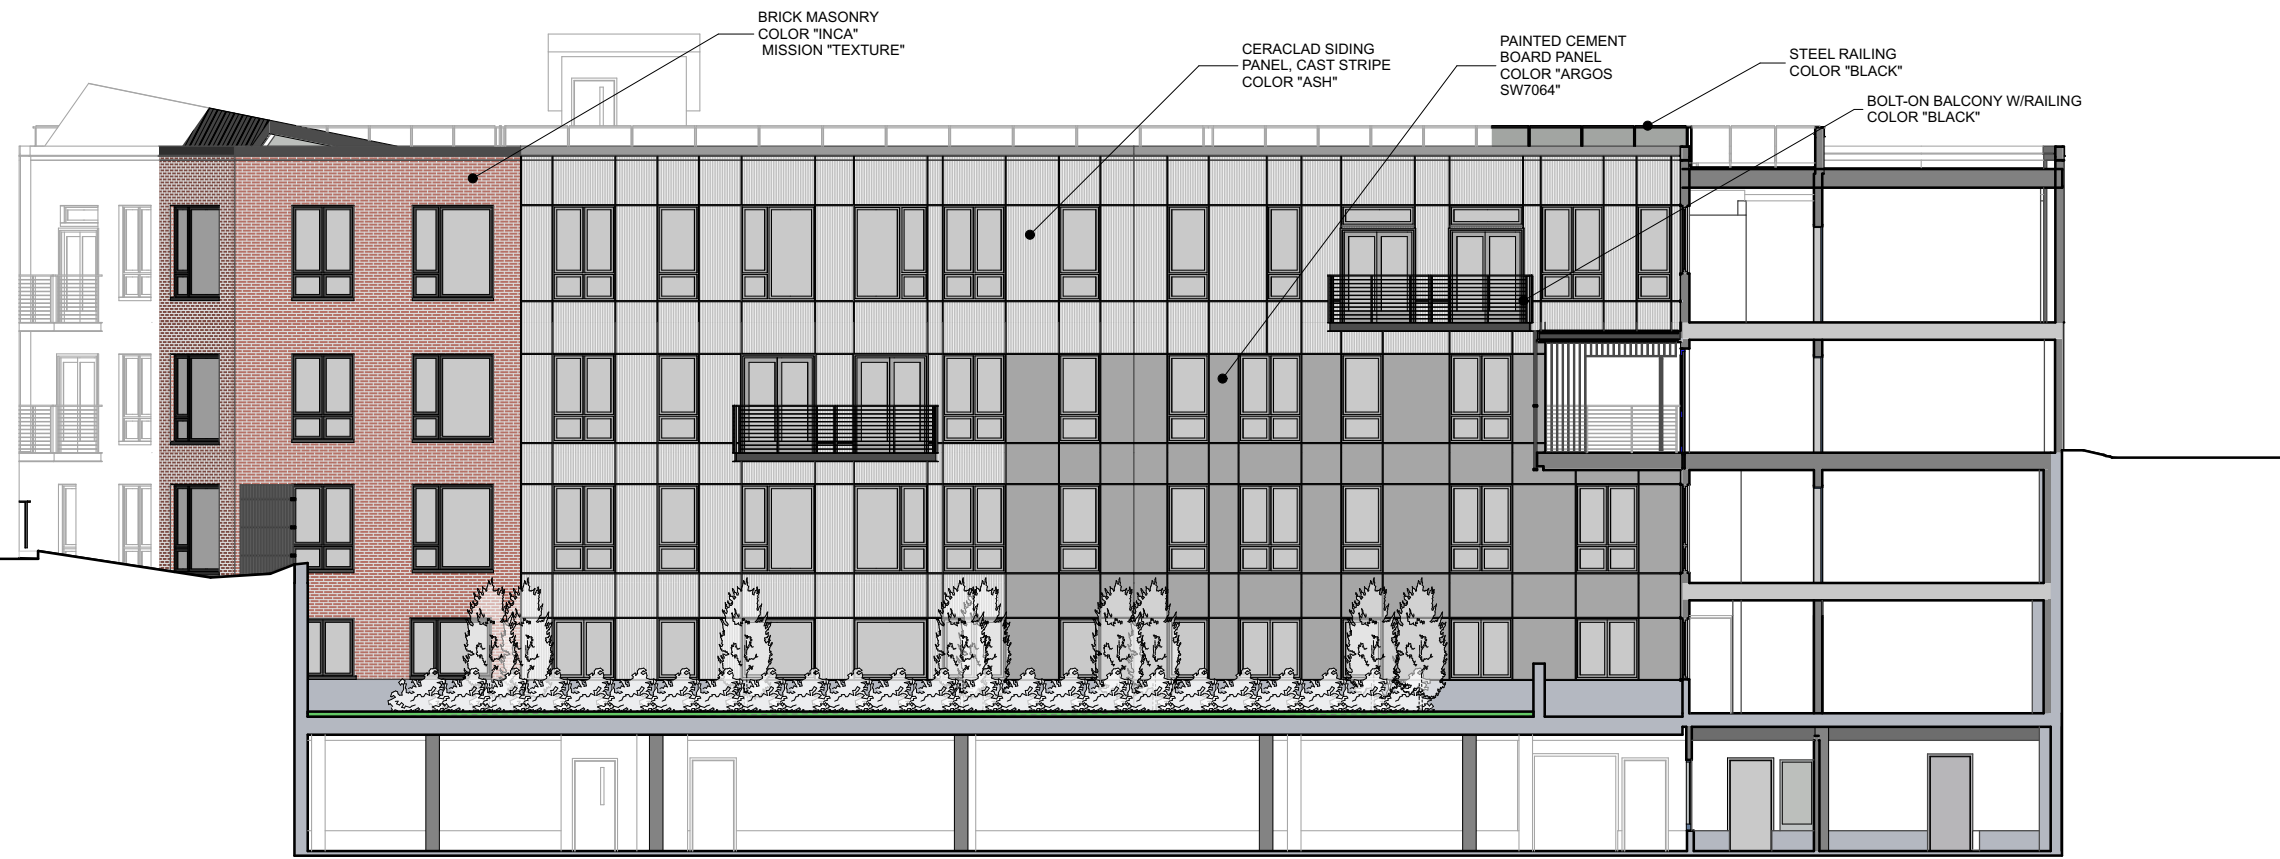 BRICK MASONRY
COLOR "INCA"
MISSION "TEXTURE"
CERACLAD SIDING
PANEL, CAST STRIPE
COLOR "ASH"
PAINTED CEMENT
BOARD PANEL
COLOR "ARGOS
SW7064"
STEEL RAILING
COLOR "BLACK"
BOLT-ON BALCONY W/RAILING
COLOR "BLACK"